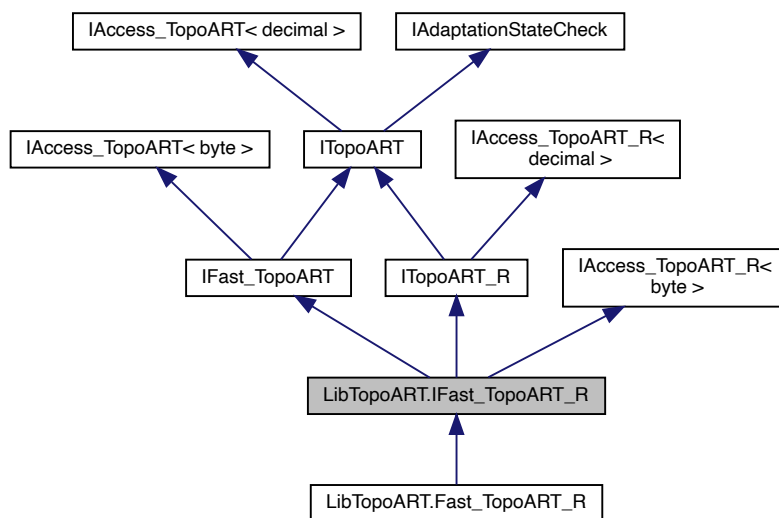 IAccess_TopoART< decimal >
IAdaptationStateCheck
IAccess_TopoART< byte >
ITopoART
IAccess_TopoART_R<
decimal >
IFast_TopoART
ITopoART_R
IAccess_TopoART_R<
byte >
LibTopoART.IFast_TopoART_R
LibTopoART.Fast_TopoART_R